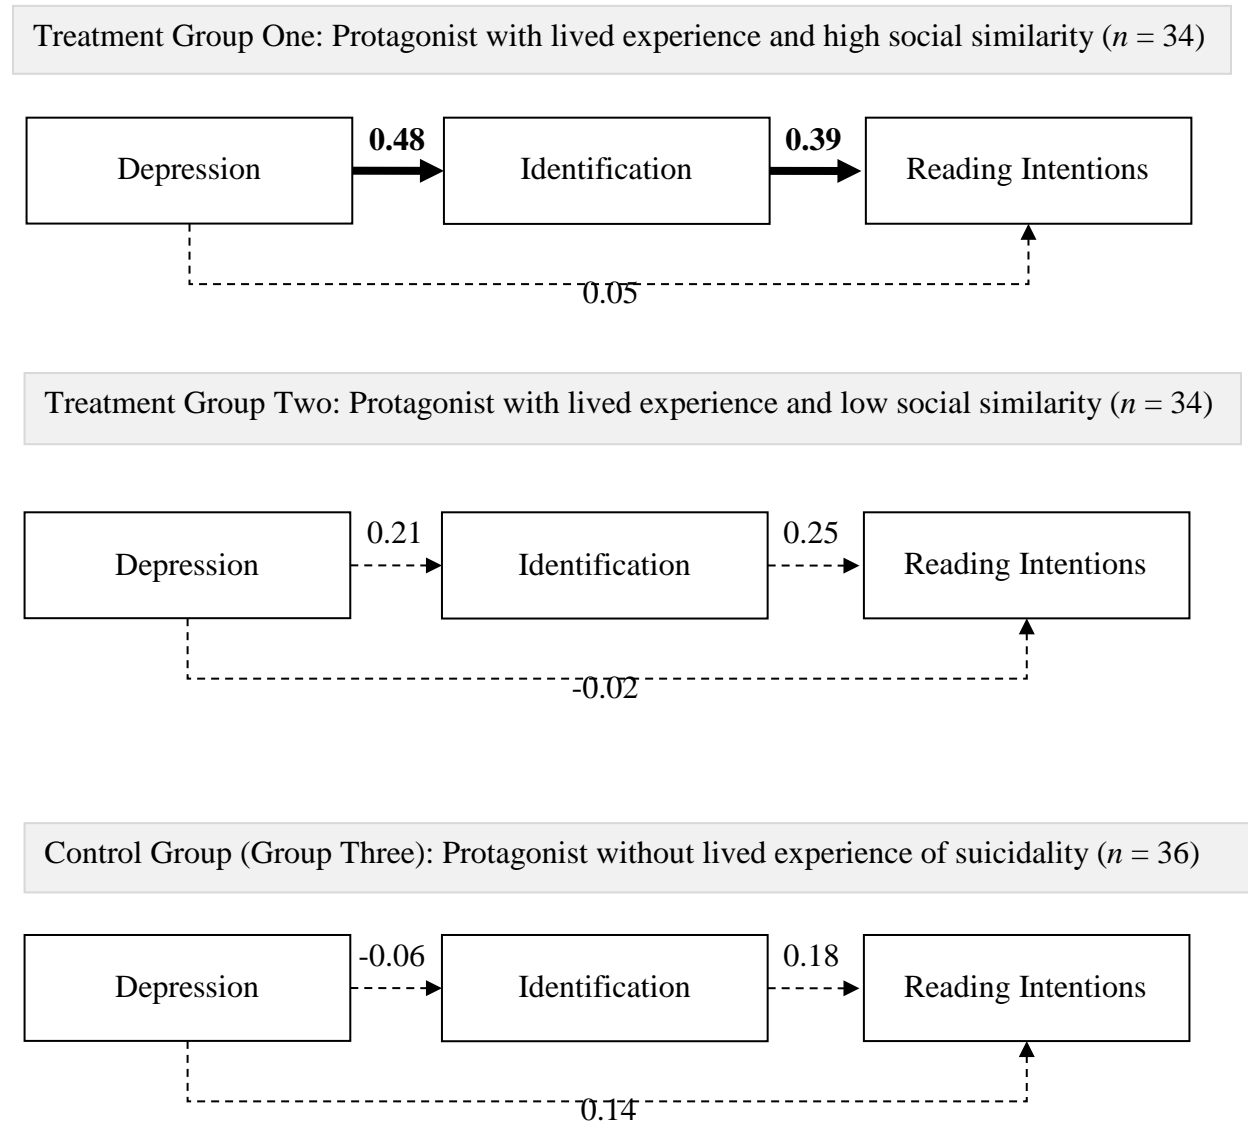 Treatment Group One: Protagonist with lived experience and high social similarity (n = 34)
0.48
0.39
Depression
Identification
Reading Intentions
0.05
Treatment Group Two: Protagonist with lived experience and low social similarity (n = 34)
0.21
0.25
Depression
Identification
Reading Intentions
-0.02
Control Group (Group Three): Protagonist without lived experience of suicidality (n = 36)
-0.06
0.18
Depression
Identification
Reading Intentions
0.14